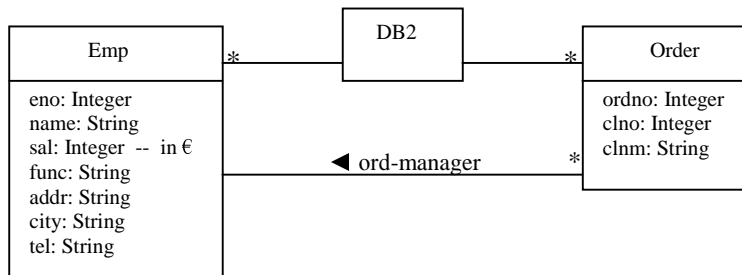 Emp
eno: Integer
name: String
sal: Integer -- in €
func: String
addr: String
city: String
tel: String
*
DB2
*
◄ ord-manager
*
Order
ordno: Integer
clno: Integer
clnm: String